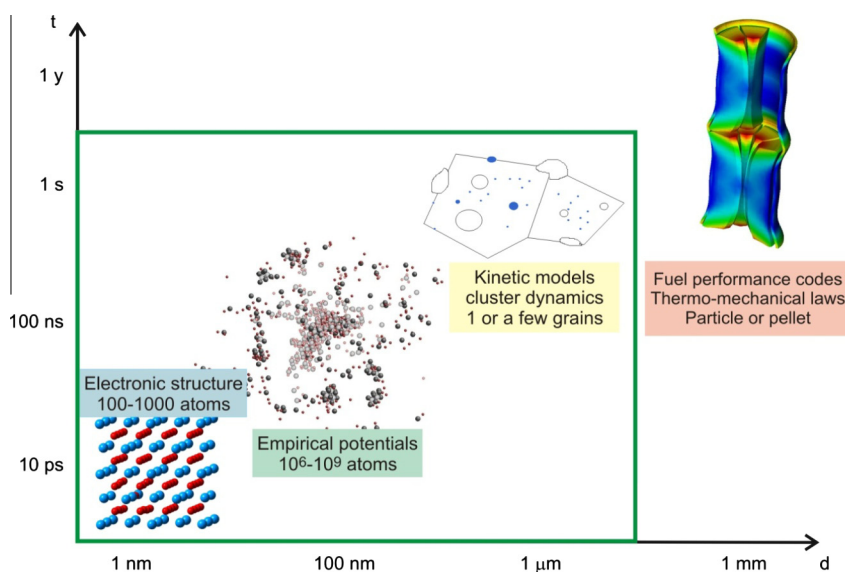 t
1 y
1 s
100 ns
10 ps
Kinetic models
cluster dynamics
1 or a few grains
Fuel performance codes
Thermo-mechanical laws
Particle or pellet
Electronic structure
100-1000 atoms
Empirical potentials
10⁶-10⁹ atoms
1 nm
100 nm
1 μm
1 mm
d